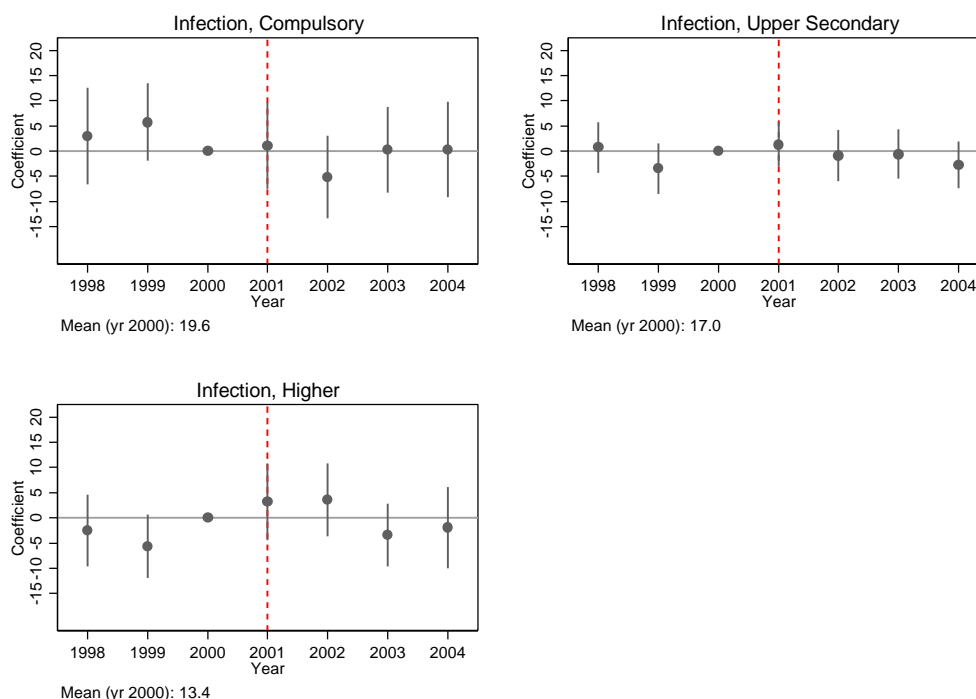 Infection, Compulsory
20
15
10
5
0
-5
-10
-15
Coefficient
1998 1999 2000 2001 2002 2003 2004
Year
Mean (yr 2000): 19.6
Infection, Upper Secondary
20
15
10
5
0
-5
-10
-15
Coefficient
1998 1999 2000 2001 2002 2003 2004
Year
Mean (yr 2000): 17.0
Infection, Higher
20
15
10
5
0
-5
-10
-15
Coefficient
1998 1999 2000 2001 2002 2003 2004
Year
Mean (yr 2000): 13.4